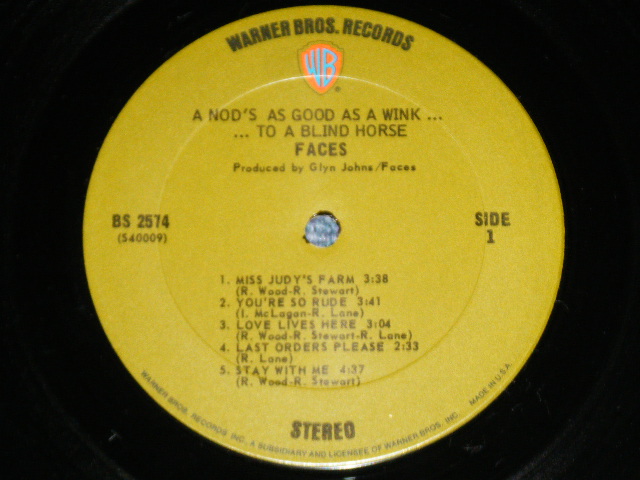 WARNER BROS. RECORDS
WB
®
A NOD'S AS GOOD AS A WINK ...
... TO A BLIND HORSE
FACES
Produced by Glyn Johns/Faces
BS 2574
(S40009)
SIDE
1
1. MISS JUDY'S FARM 3:38
(R. Wood-R. Stewart)
2. YOU'RE SO RUDE 3:41
(I. McLagan-R. Lane)
3. LOVE LIVES HERE 3:04
(R. Wood-R. Stewart-R. Lane)
4. LAST ORDERS PLEASE 2:33
(R. Lane)
5. STAY WITH ME 4:37
(R. Wood-R. Stewart)
STEREO
WARNER BROS. RECORDS INC., A SUBSIDIARY AND LICENSEE OF WARNER BROS. INC. MADE IN U.S.A.